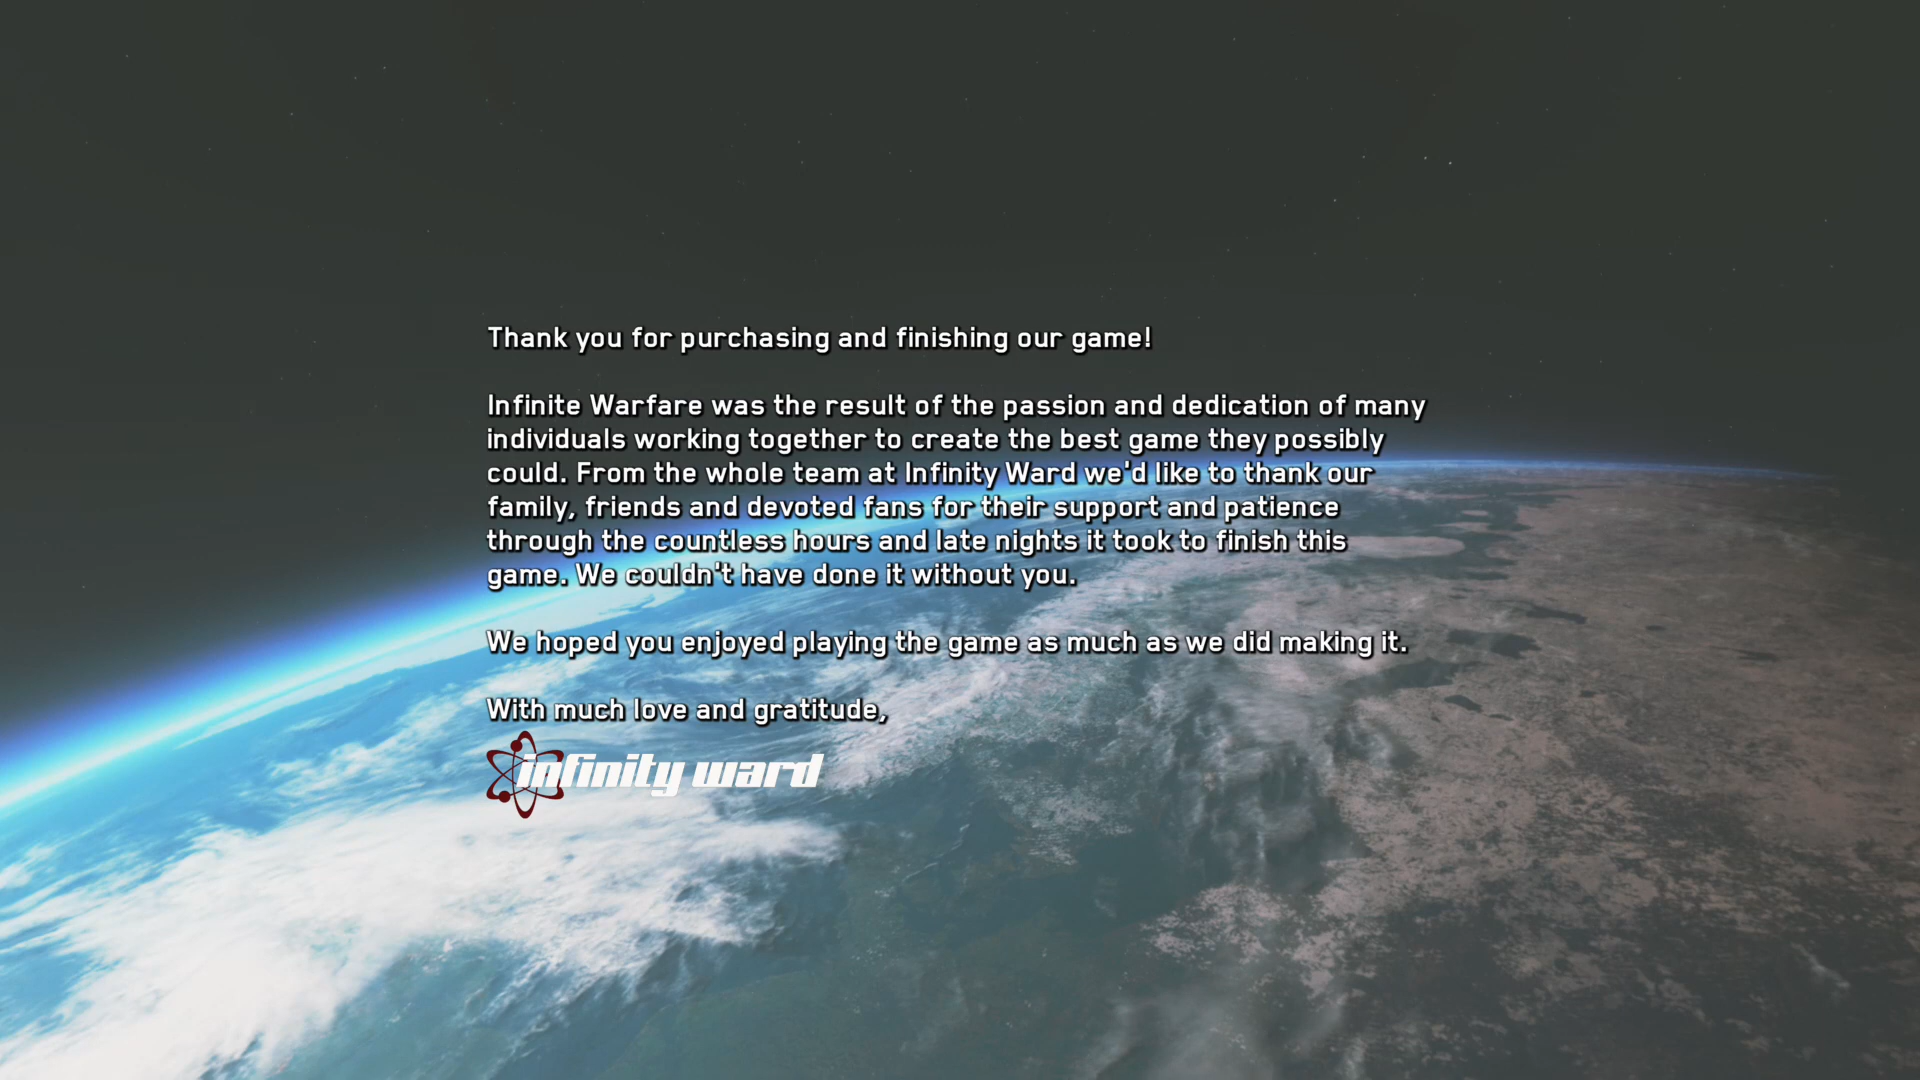 Thank you for purchasing and finishing our game!
Infinite Warfare was the result of the passion and dedication of many
individuals working together to create the best game they possibly
could. From the whole team at Infinity Ward we'd like to thank our
family, friends and devoted fans for their support and patience
through the countless hours and late nights it took to finish this
game. We couldn't have done it without you.
We hoped you enjoyed playing the game as much as we did making it.
With much love and gratitude,
infinity ward